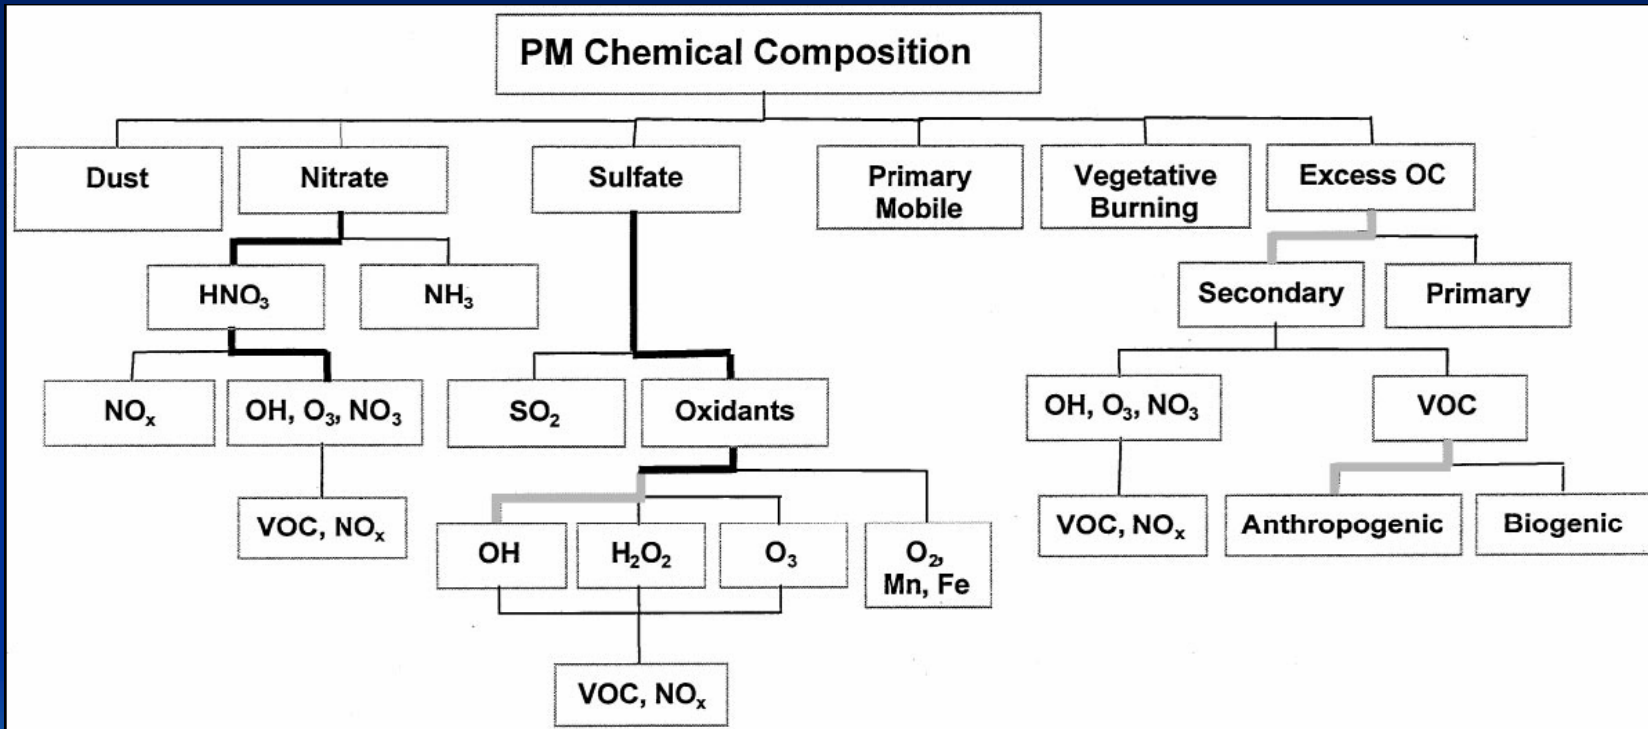 PM Chemical Composition
Dust
Nitrate
Sulfate
Primary
Mobile
Vegetative
Burning
Excess OC
HNO₃
NH₃
Secondary
Primary
NOₓ
OH, O₃, NO₃
SO₂
Oxidants
OH, O₃, NO₃
VOC
VOC, NOₓ
OH
H₂O₂
O₃
O₂,
Mn, Fe
VOC, NOₓ
Anthropogenic
Biogenic
VOC, NOₓ